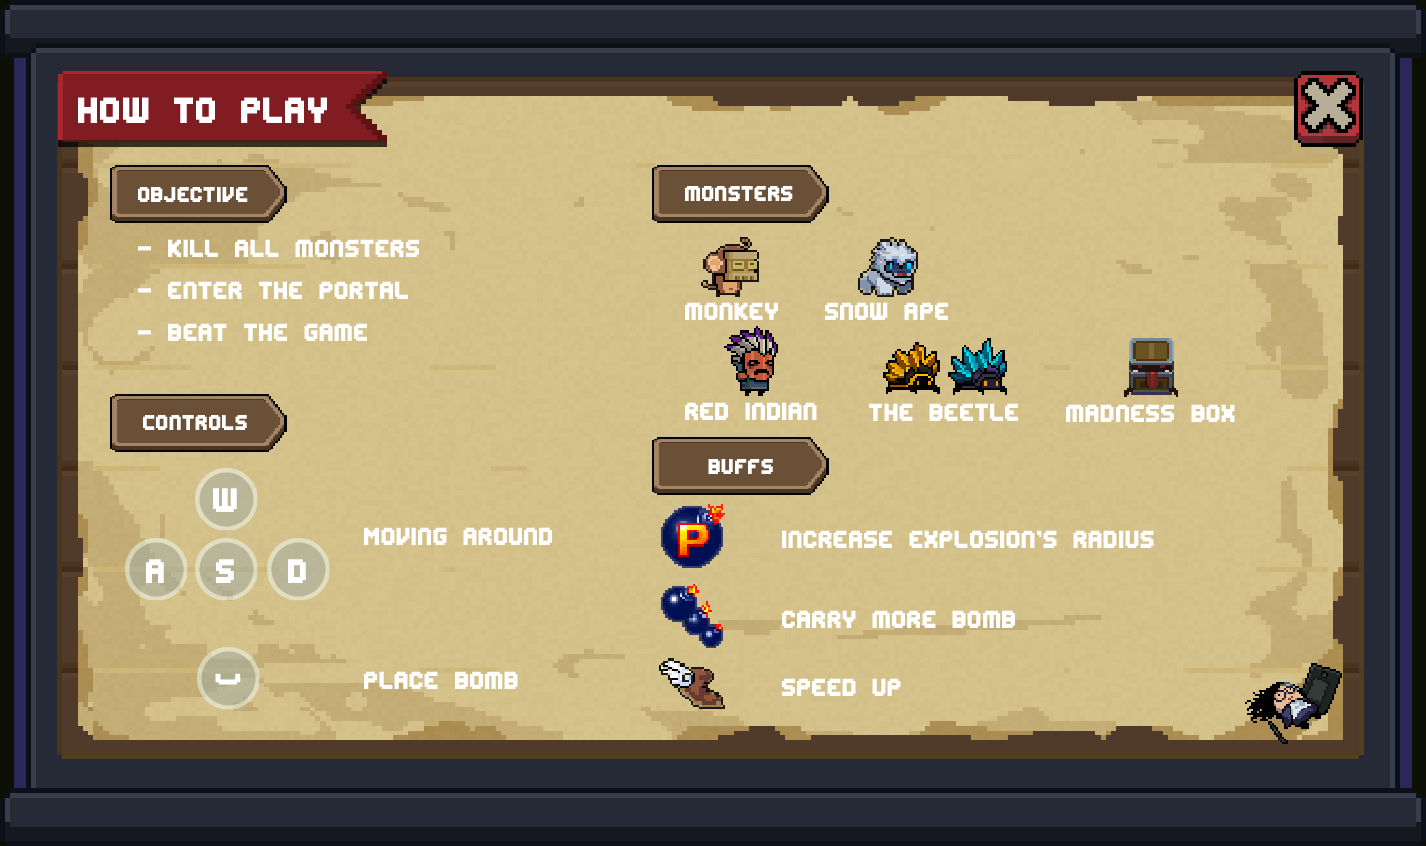 HOW TO PLAY
OBJECTIVE
- KILL ALL MONSTERS
- ENTER THE PORTAL
- BEAT THE GAME
CONTROLS
W
A S D
MOVING AROUND
PLACE BOMB
MONSTERS
MONKEY SNOW APE
RED INDIAN THE BEETLE MADNESS BOX
BUFFS
P
INCREASE EXPLOSION'S RADIUS
CARRY MORE BOMB
SPEED UP